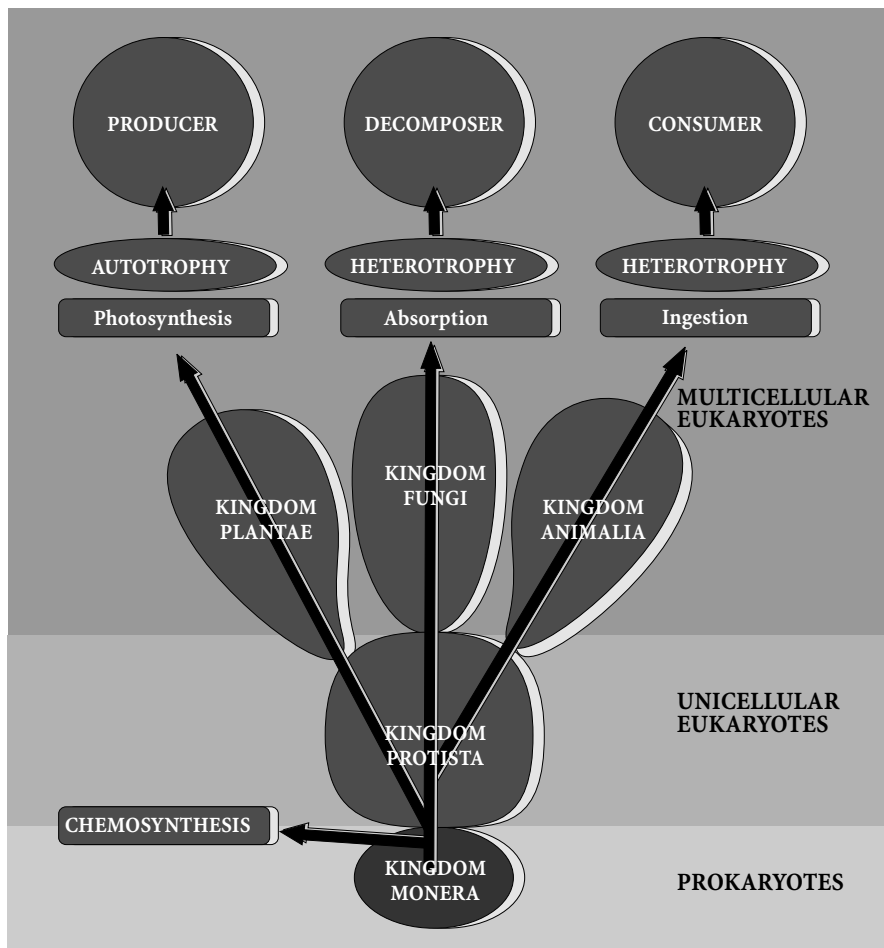 PRODUCER
DECOMPOSER
CONSUMER
AUTOTROPHY
HETEROTROPHY
HETEROTROPHY
Photosynthesis
Absorption
Ingestion
MULTICELLULAR
EUKARYOTES
KINGDOM
FUNGI
KINGDOM
PLANTAE
KINGDOM
ANIMALIA
UNICELLULAR
EUKARYOTES
KINGDOM
PROTISTA
CHEMOSYNTHESIS
KINGDOM
MONERA
PROKARYOTES